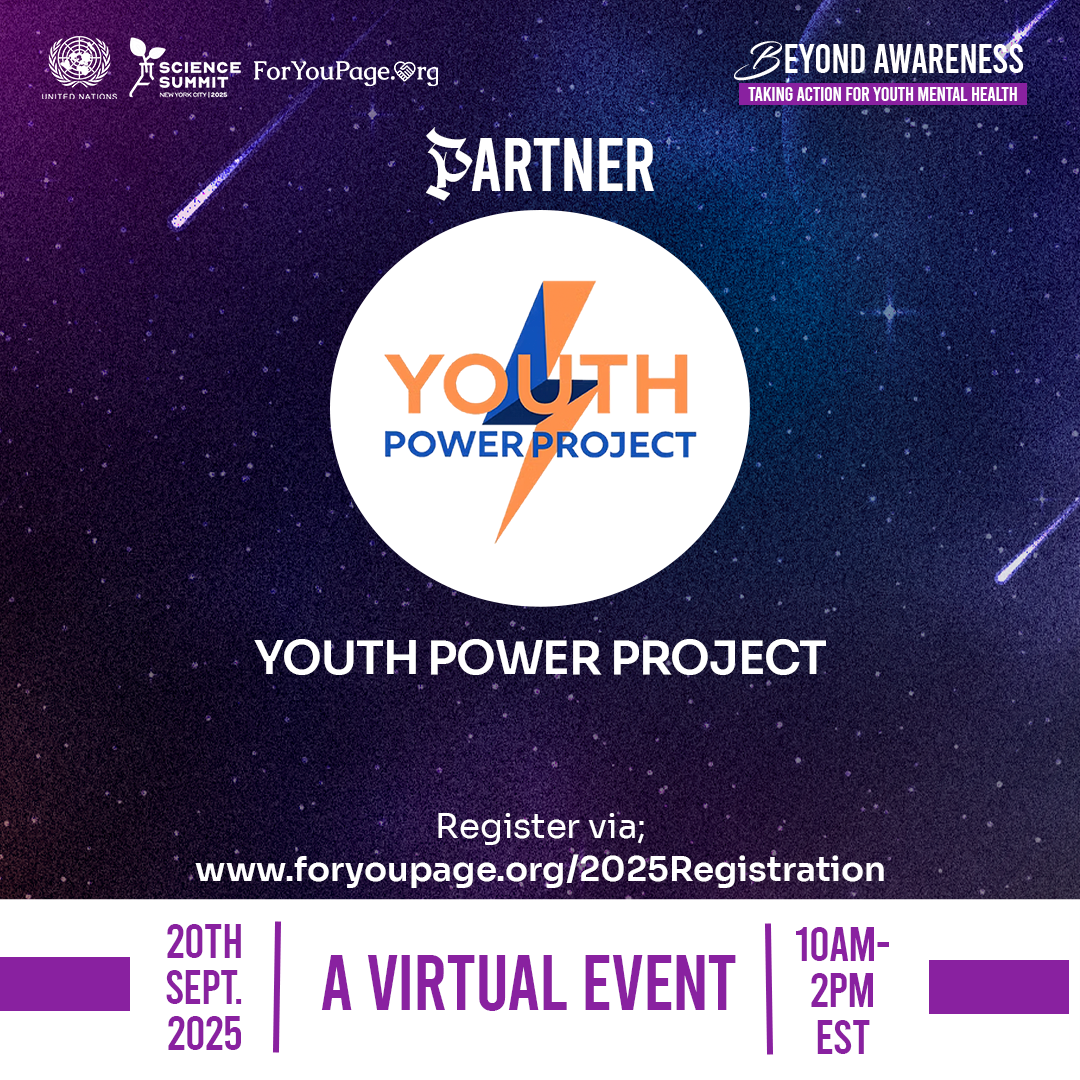 UNITED NATIONS
SCIENCE
SUMMIT
NEW YORK CITY | 2025
ForYouPage.Org
BEYOND AWARENESS
TAKING ACTION FOR YOUTH MENTAL HEALTH
PARTNER
YOUTH
POWER PROJECT
YOUTH POWER PROJECT
Register via;
www.foryoupage.org/2025Registration
20TH
SEPT.
2025
A VIRTUAL EVENT
10AM-
2PM
EST